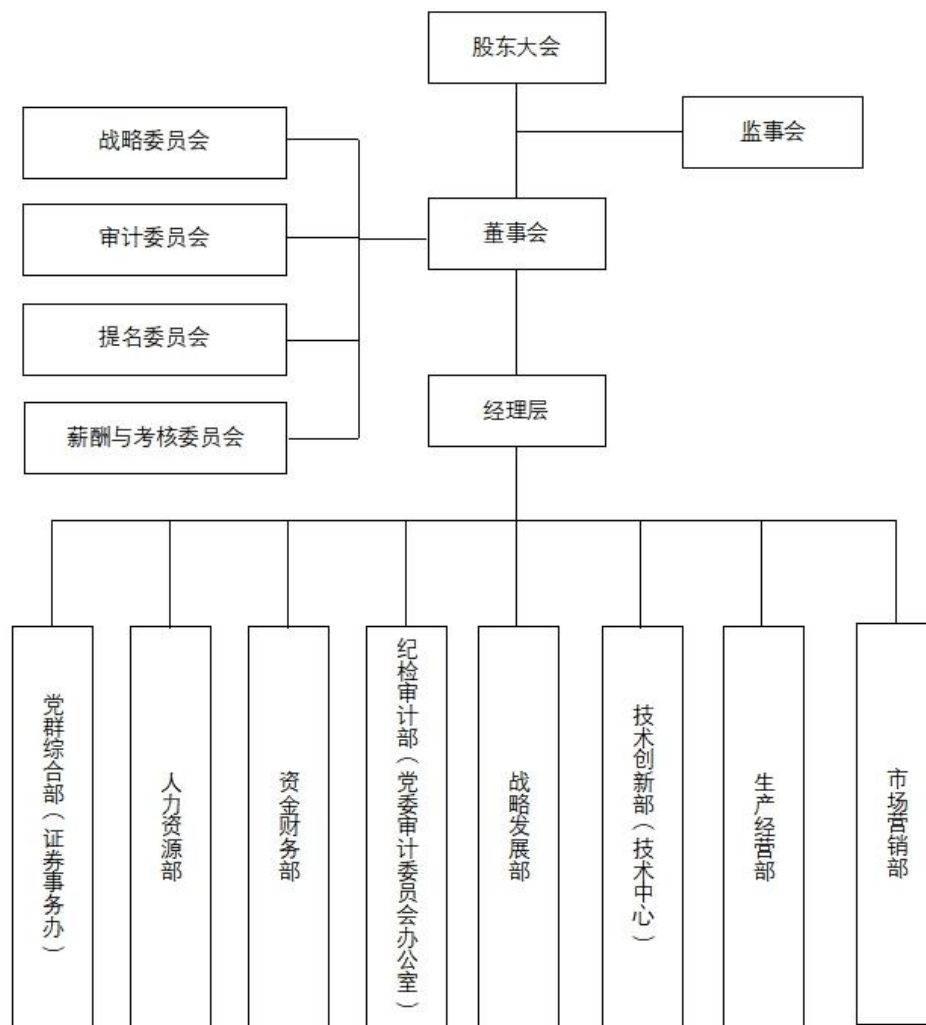 股东大会
监事会
战略委员会
审计委员会
董事会
提名委员会
经理层
薪酬与考核委员会
党群综合部（证券事务办）
人力资源部
资金财务部
纪检审计部（党委审计委员会办公室）
战略发展部
技术创新部（技术中心）
生产经营部
市场营销部